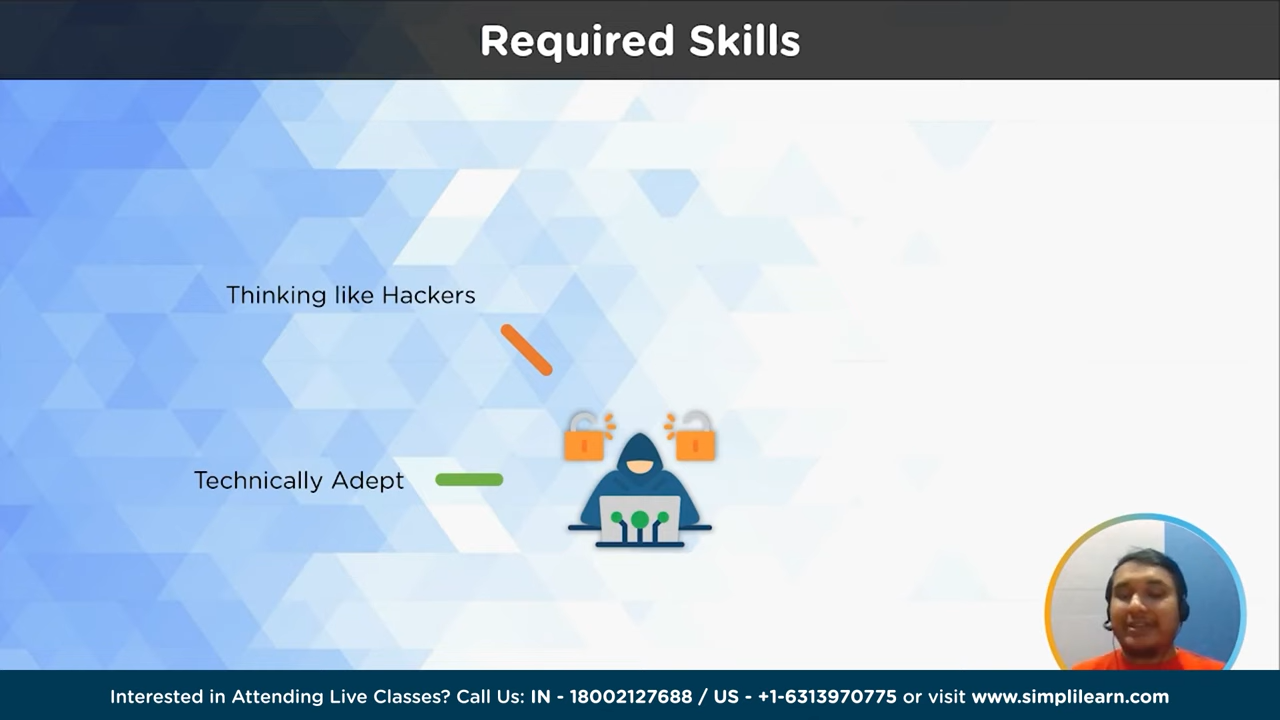 Required Skills
Thinking like Hackers
Technically Adept
Interested in Attending Live Classes? Call Us: IN - 18002127688 / US - +1-6313970775 or visit www.simplilearn.com